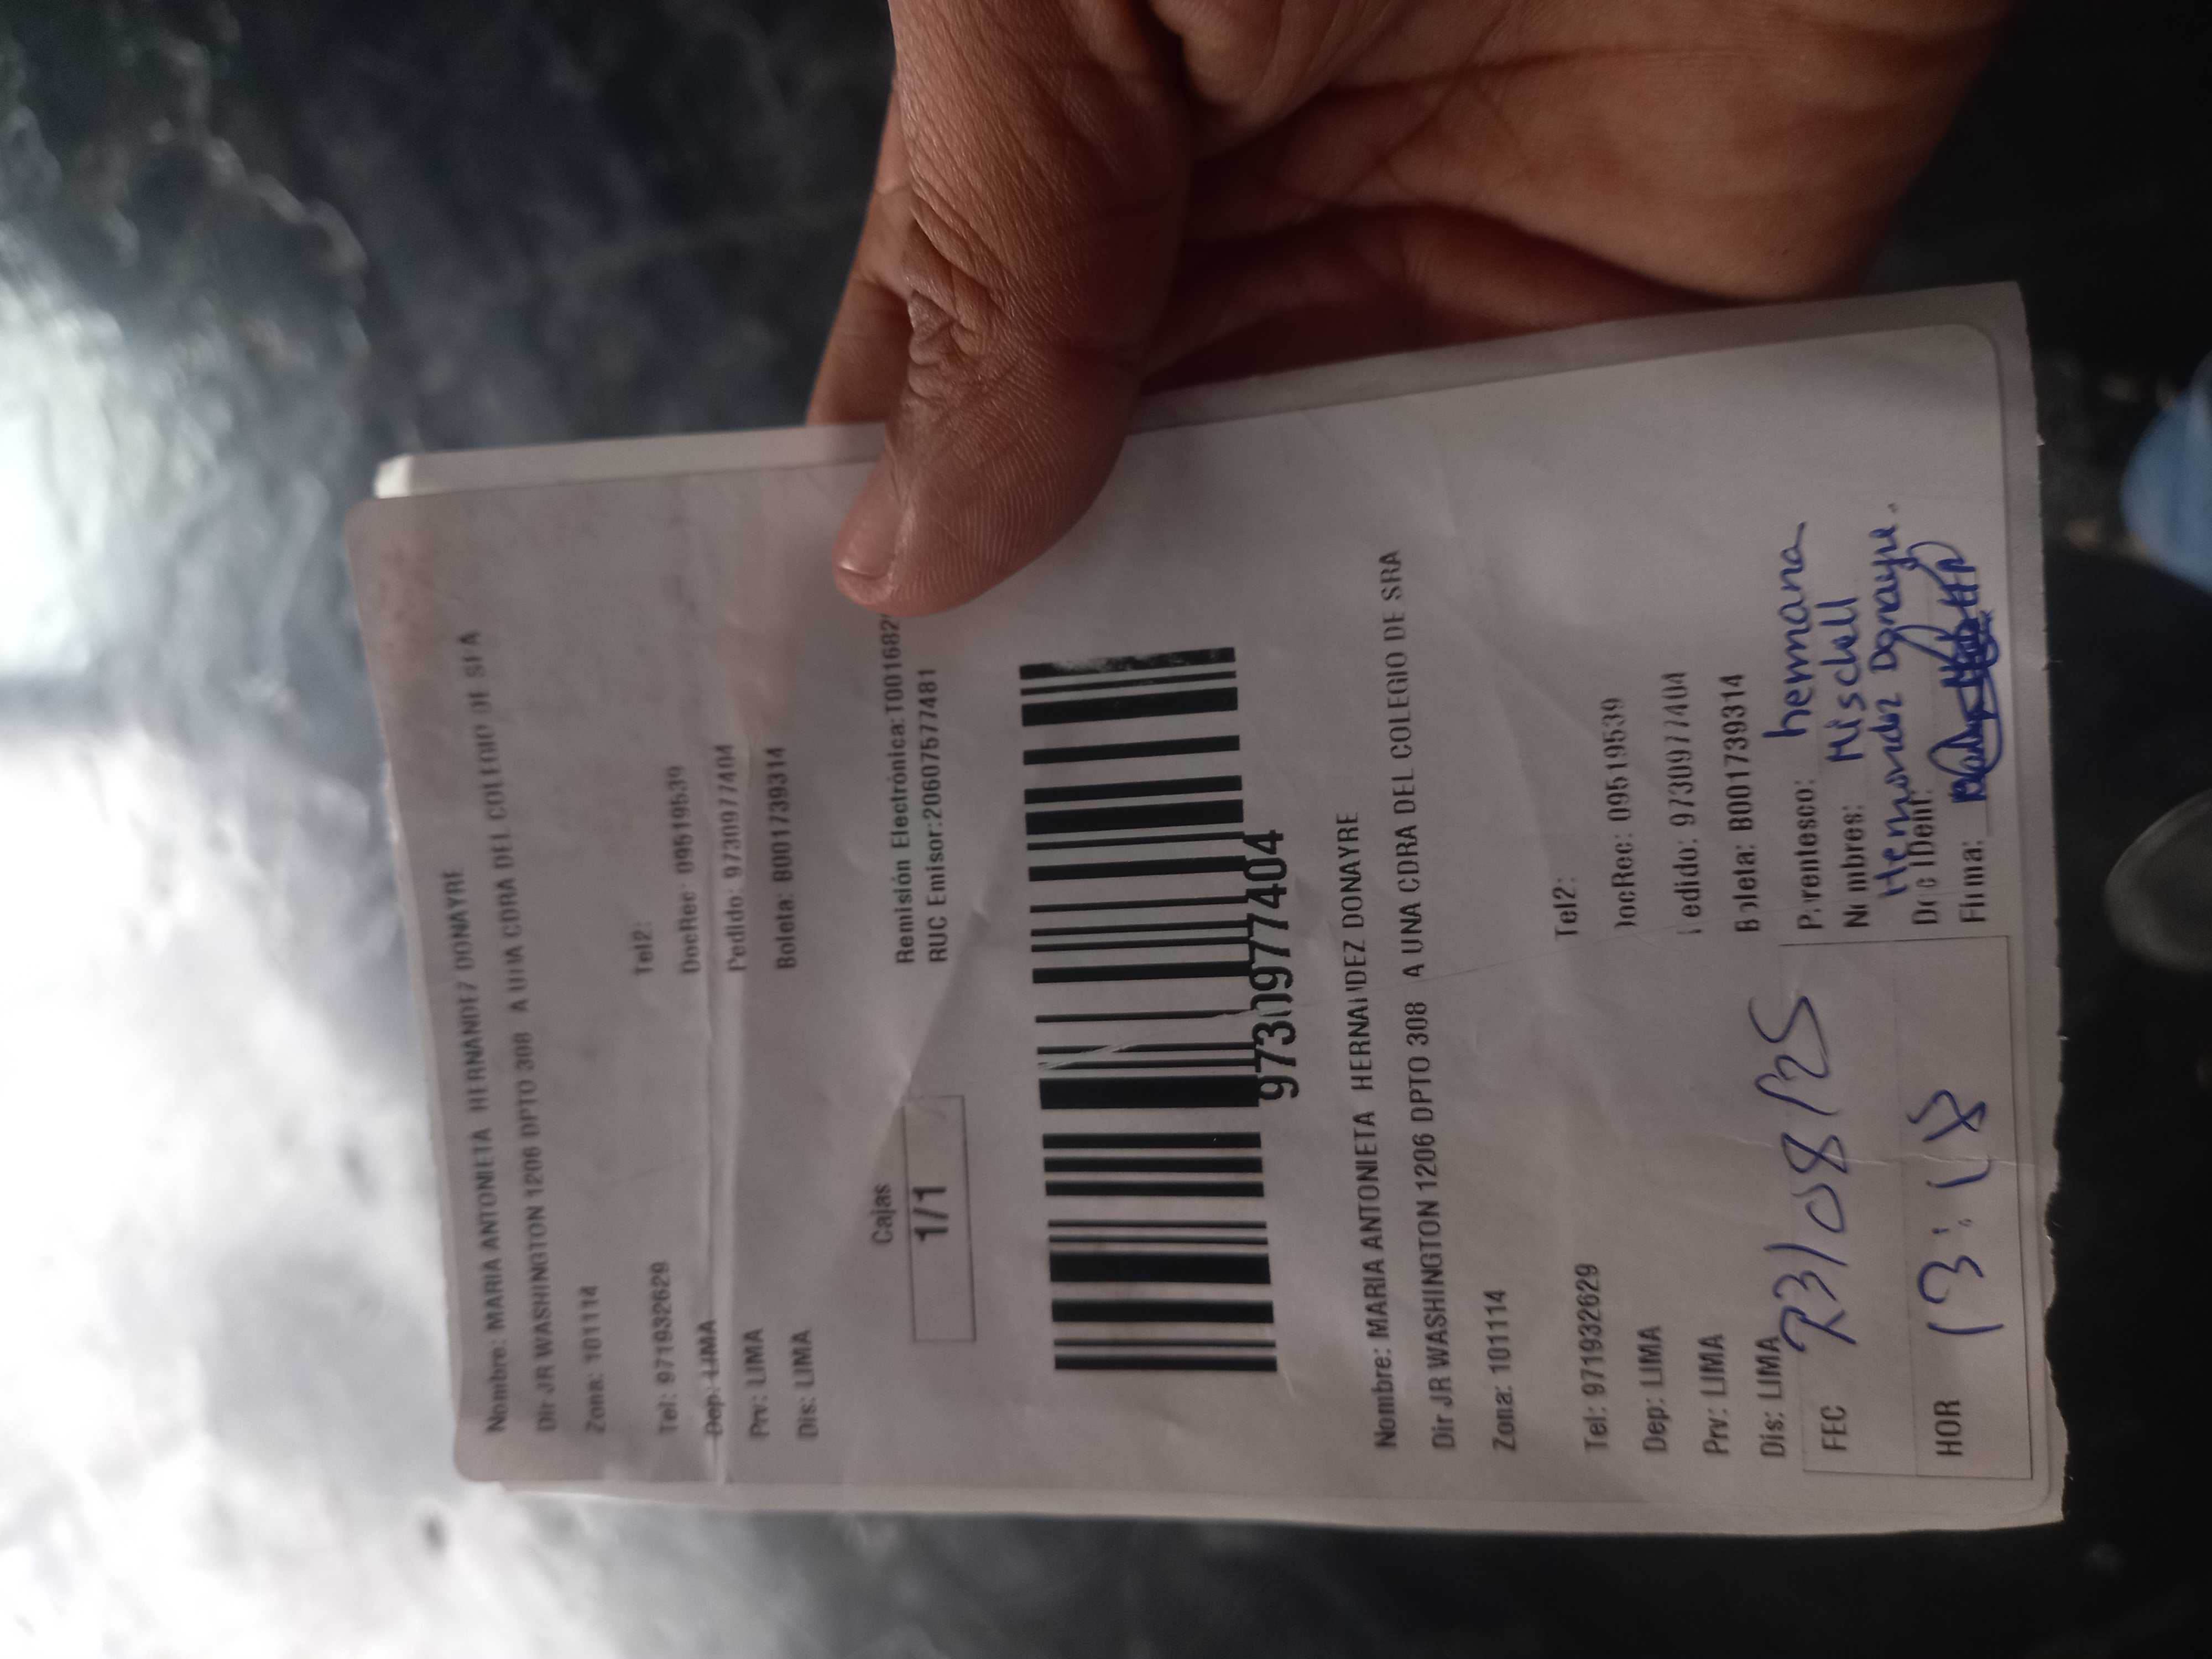 Nombre: MARIA ANTONIETA HERNANDEZ DONAYRE
Dir JR WASHINGTON 1206 DPTO 308 A UNA CDRA DEL COLEGIO DE SRA
Zona: 101114
Tel: 971932629 Tel2:
Dep: LIMA DocRec: 09519539
Prv: LIMA Pedido: 9730977404
Dis: LIMA Boleta: B001739314
Cajas
1/1
Remisión Electrónica:T001682
RUC Emisor:20607577481
9730977404
Nombre: MARIA ANTONIETA HERNANDEZ DONAYRE
Dir JR WASHINGTON 1206 DPTO 308 A UNA CDRA DEL COLEGIO DE SRA
Zona: 101114
Tel: 971932629 Tel2:
Dep: LIMA DocRec: 09519539
Prv: LIMA Pedido: 9730977404
Dis: LIMA Boleta: B001739314
FEC 23/08/25 Parentesco: hermana
Nombres: Mischell
Hernandez Donayre.
HOR 13:18 Doc Ident:
Firma: